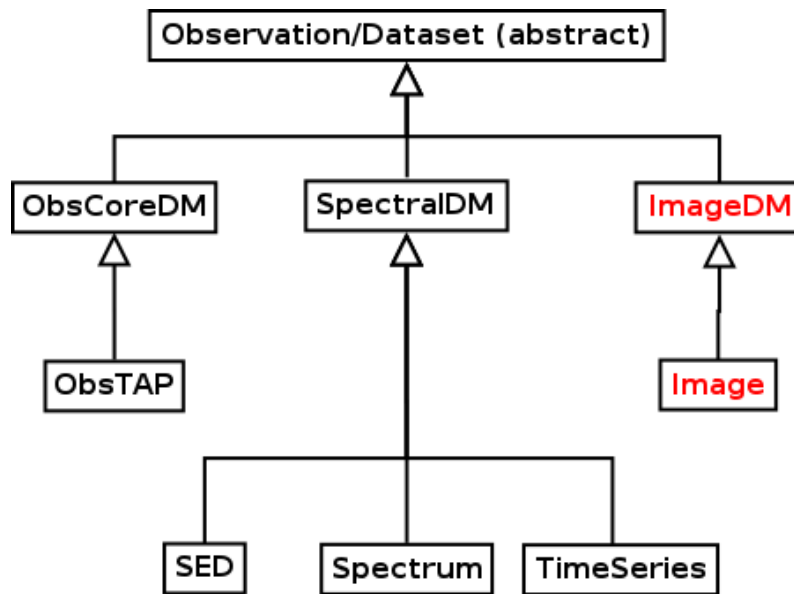 Observation/Dataset (abstract)
ObsCoreDM
SpectralDM
ImageDM
ObsTAP
Image
SED
Spectrum
TimeSeries